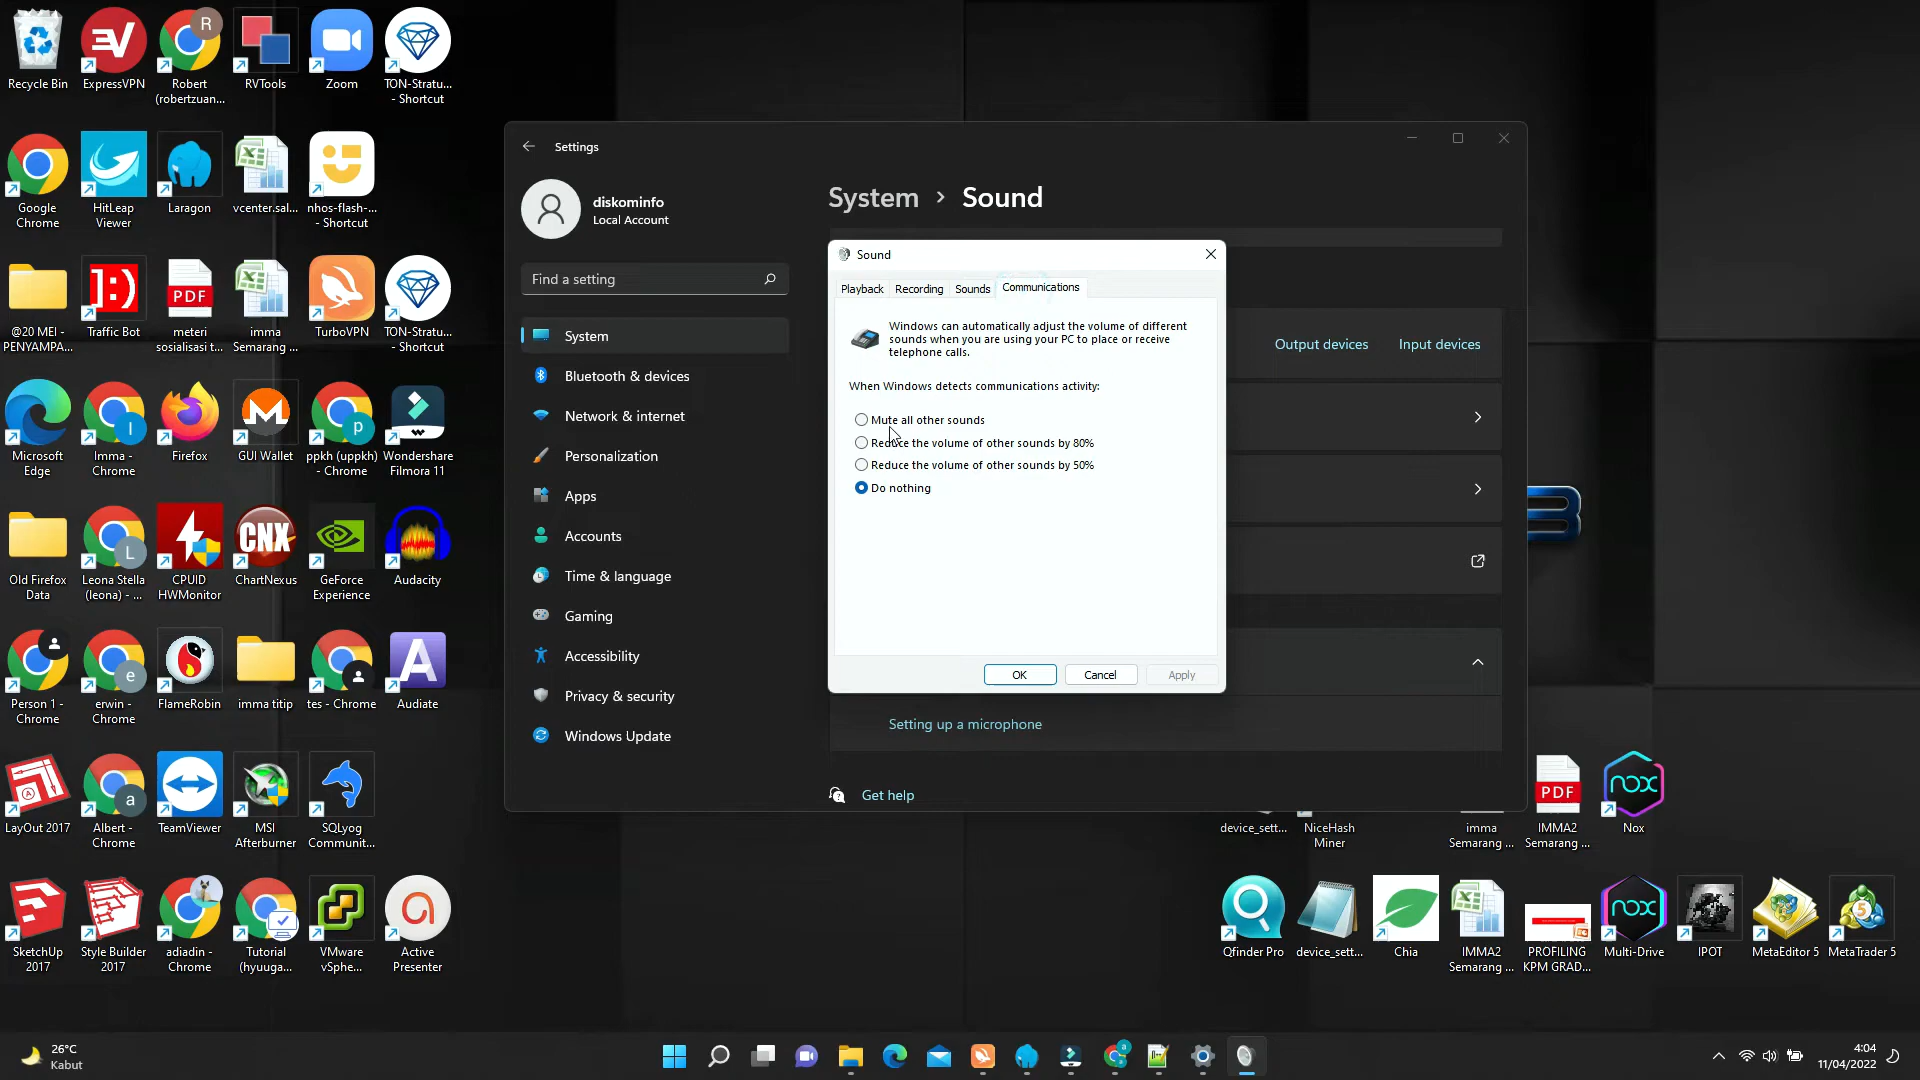 Recycle Bin
ExpressVPN
Robert
(robertzuan...
RVTools
Zoom
TON-Stratu...
- Shortcut
Google
Chrome
HitLeap
Viewer
Laragon
vcenter.sal...
nhos-flash-...
- Shortcut
@20 MEI -
PENYAMPA...
Traffic Bot
PDF
meteri
sosialisasi t...
imma
Semarang ...
TurboVPN
TON-Stratu...
- Shortcut
Microsoft
Edge
Imma -
Chrome
Firefox
GUI Wallet
ppkh (uppkh)
- Chrome
Wondershare
Filmora 11
Old Firefox
Data
Leona Stella
(leona) - ...
CPUID
HWMonitor
CNX
ChartNexus
GeForce
Experience
Audacity
Person 1 -
Chrome
erwin -
Chrome
FlameRobin
imma titip
tes - Chrome
Audiate
LayOut 2017
Albert -
Chrome
TeamViewer
MSI
Afterburner
SQLyog
Communit...
SketchUp
2017
Style Builder
2017
adiadin -
Chrome
Tutorial
(hyuuga...
VMware
vSphe...
Active
Presenter
Settings
diskominfo
Local Account
Find a setting
System
Bluetooth & devices
Network & internet
Personalization
Apps
Accounts
Time & language
Gaming
Accessibility
Privacy & security
Windows Update
System > Sound
Output devices
Input devices
Setting up a microphone
Get help
Sound
Playback
Recording
Sounds
Communications
Windows can automatically adjust the volume of different
sounds when you are using your PC to place or receive
telephone calls.
When Windows detects communications activity:
Mute all other sounds
Reduce the volume of other sounds by 80%
Reduce the volume of other sounds by 50%
Do nothing
OK
Cancel
Apply
device_sett...
NiceHash
Miner
imma
Semarang ...
PDF
IMMA2
Semarang ...
nox
Nox
Qfinder Pro
device_sett...
Chia
IMMA2
Semarang ...
PROFILING
KPM GRAD...
nox
Multi-Drive
IPOT
MetaEditor 5
MetaTrader 5
26°C
Kabut
4:04
11/04/2022